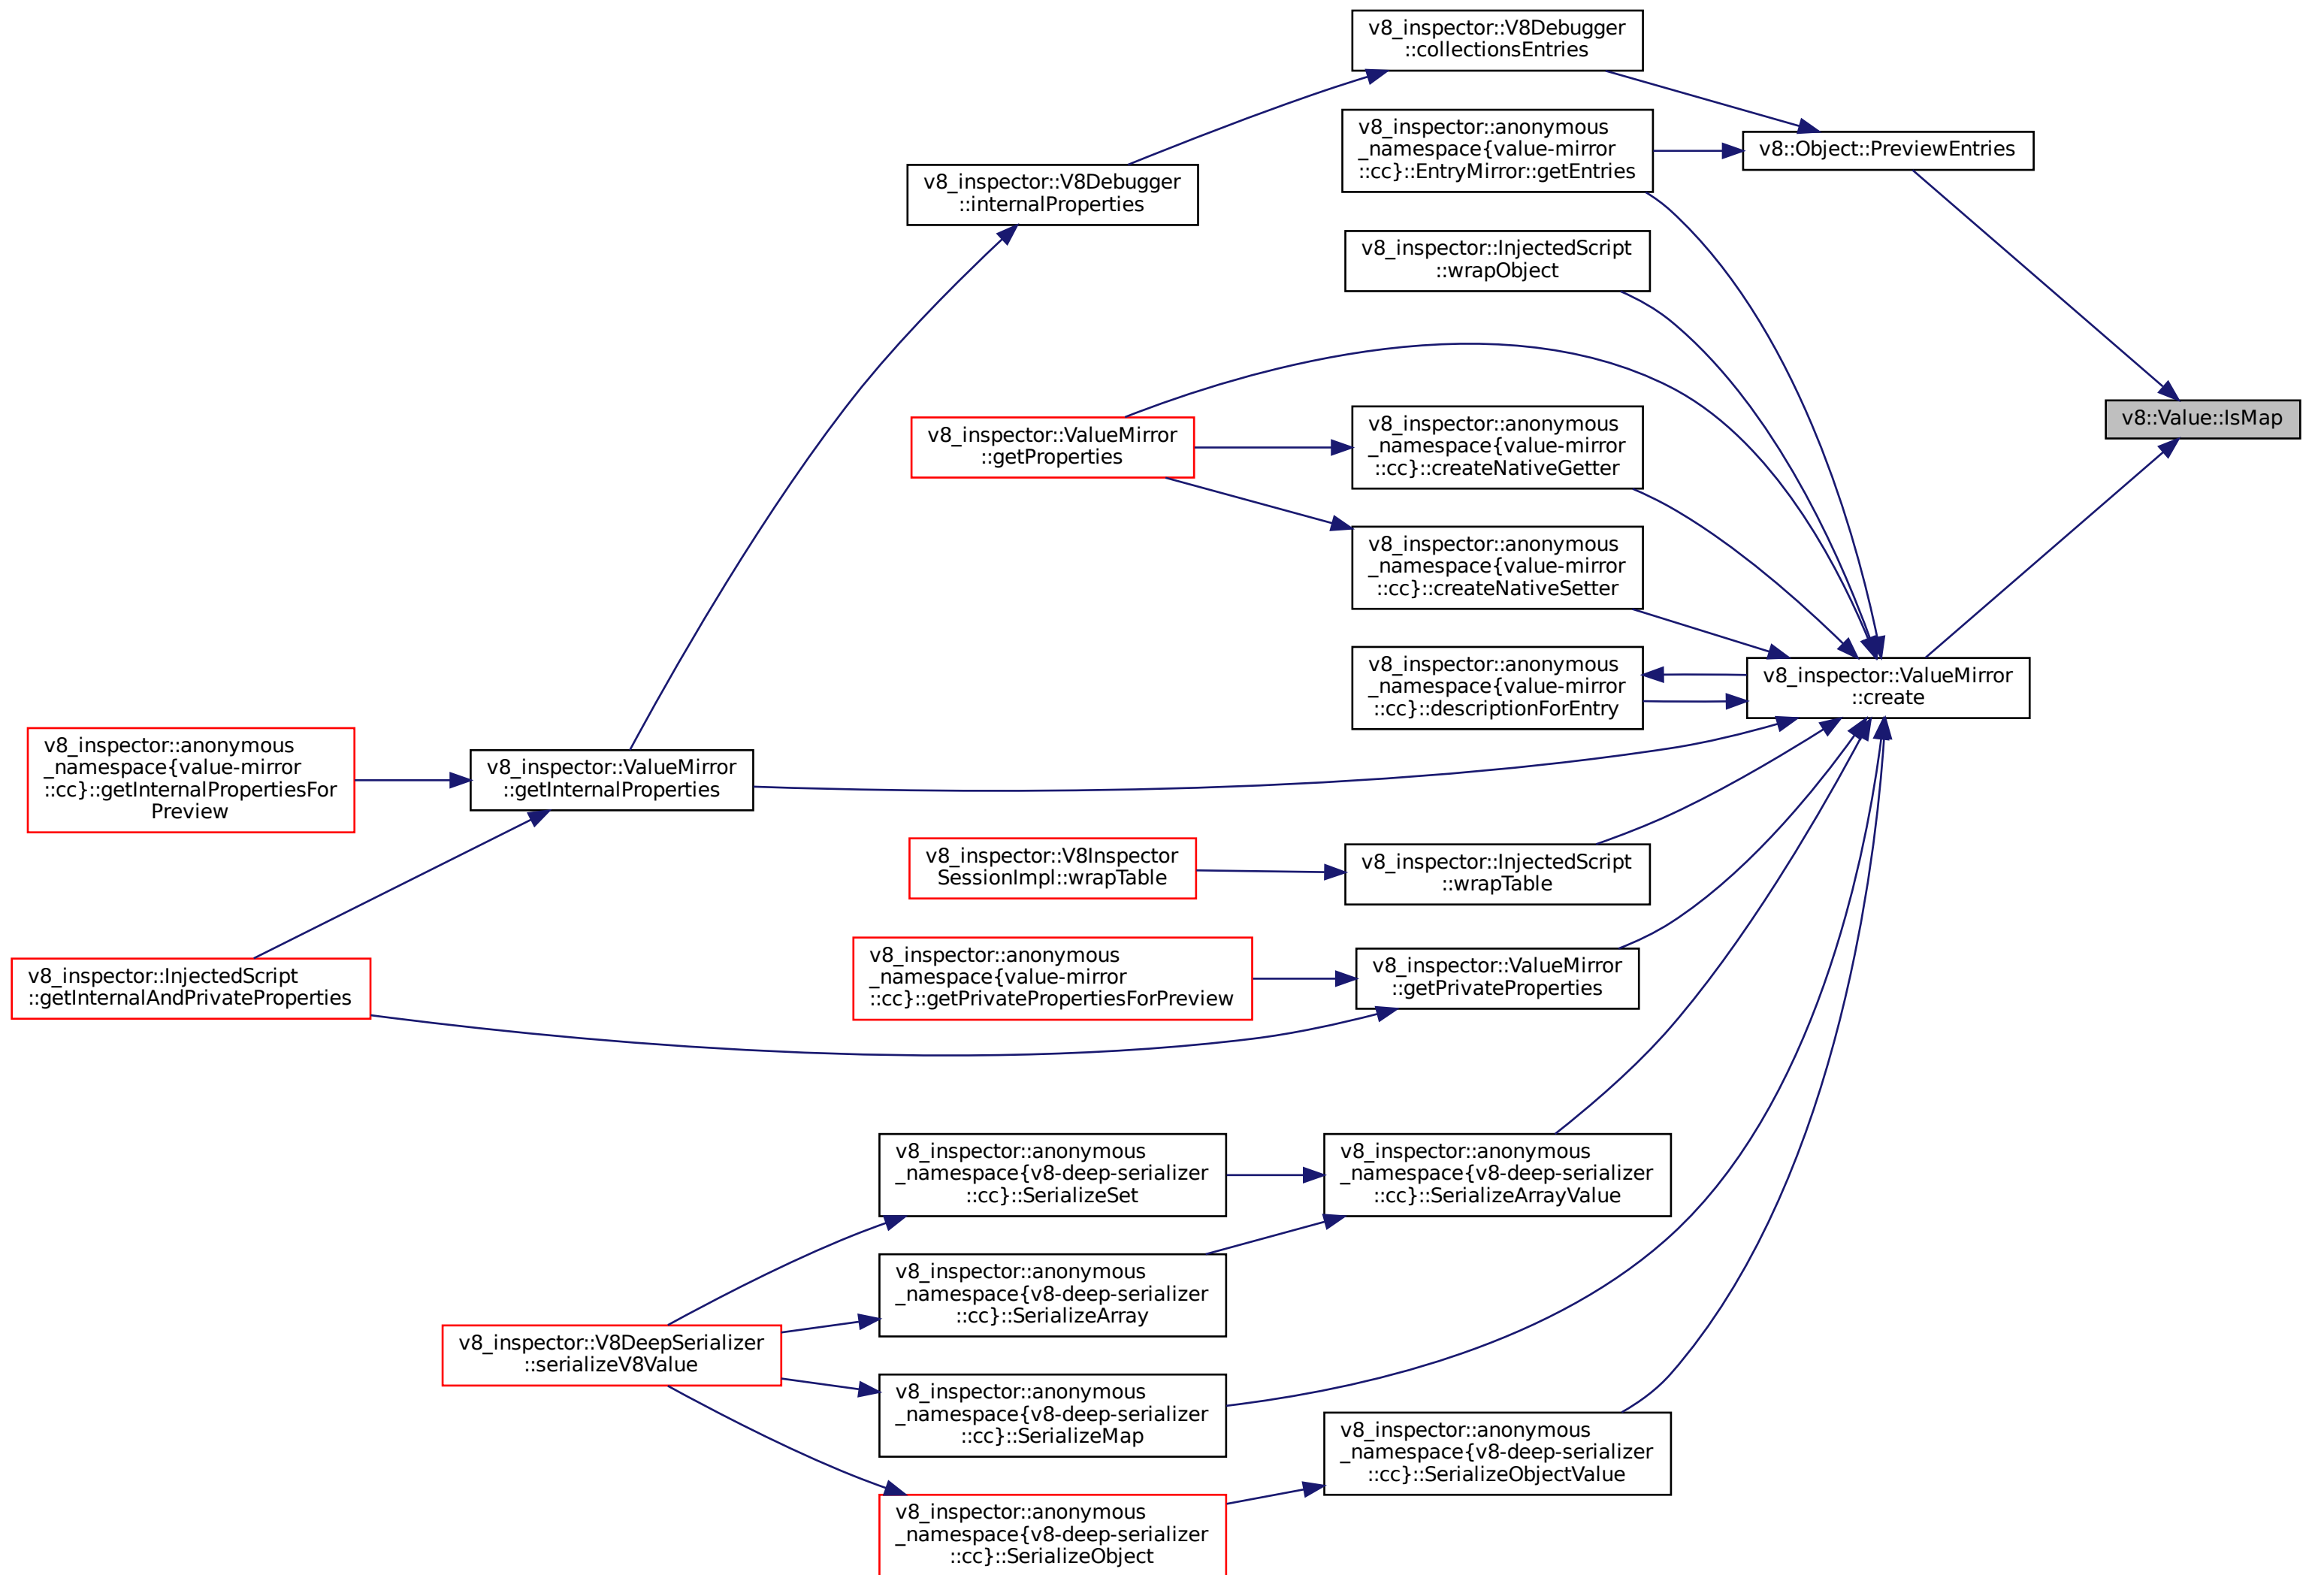 v8_inspector::V8Debugger
::collectionsEntries
v8_inspector::anonymous
_namespace{value-mirror
::cc}::EntryMirror::getEntries
v8::Object::PreviewEntries
v8_inspector::V8Debugger
::internalProperties
v8_inspector::InjectedScript
::wrapObject
v8_inspector::ValueMirror
::getProperties
v8_inspector::anonymous
_namespace{value-mirror
::cc}::createNativeGetter
v8::Value::IsMap
v8_inspector::anonymous
_namespace{value-mirror
::cc}::createNativeSetter
v8_inspector::anonymous
_namespace{value-mirror
::cc}::descriptionForEntry
v8_inspector::ValueMirror
::create
v8_inspector::anonymous
_namespace{value-mirror
::cc}::getInternalPropertiesFor
Preview
v8_inspector::ValueMirror
::getInternalProperties
v8_inspector::V8Inspector
SessionImpl::wrapTable
v8_inspector::InjectedScript
::wrapTable
v8_inspector::InjectedScript
::getInternalAndPrivateProperties
v8_inspector::anonymous
_namespace{value-mirror
::cc}::getPrivatePropertiesForPreview
v8_inspector::ValueMirror
::getPrivateProperties
v8_inspector::anonymous
_namespace{v8-deep-serializer
::cc}::SerializeSet
v8_inspector::anonymous
_namespace{v8-deep-serializer
::cc}::SerializeArrayValue
v8_inspector::anonymous
_namespace{v8-deep-serializer
::cc}::SerializeArray
v8_inspector::V8DeepSerializer
::serializeV8Value
v8_inspector::anonymous
_namespace{v8-deep-serializer
::cc}::SerializeMap
v8_inspector::anonymous
_namespace{v8-deep-serializer
::cc}::SerializeObjectValue
v8_inspector::anonymous
_namespace{v8-deep-serializer
::cc}::SerializeObject